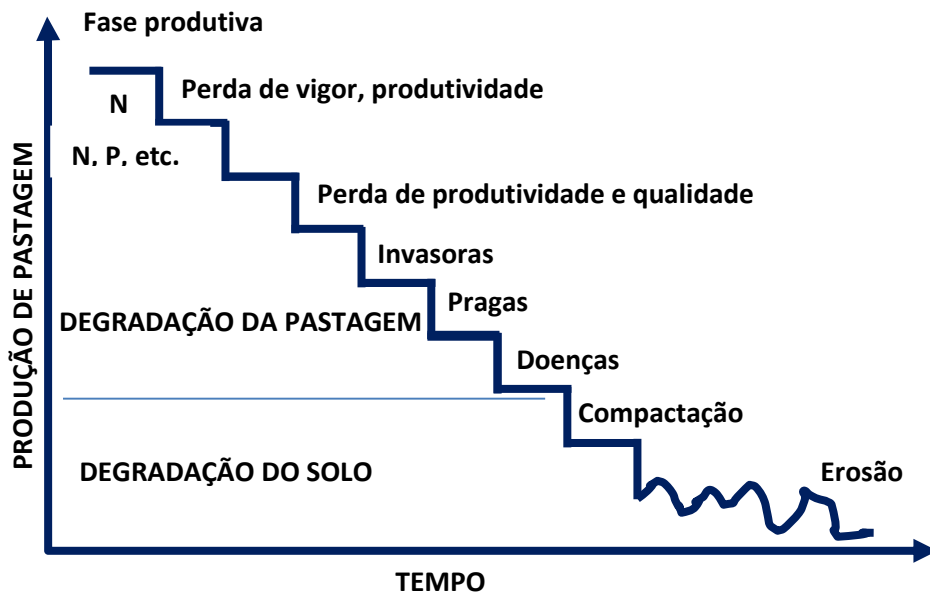 Fase produtiva
N
Perda de vigor, produtividade
N, P, etc.
Perda de produtividade e qualidade
Invasoras
Pragas
DEGRADAÇÃO DA PASTAGEM
Doenças
Compactação
DEGRADAÇÃO DO SOLO
Erosão
PRODUÇÃO DE PASTAGEM
TEMPO